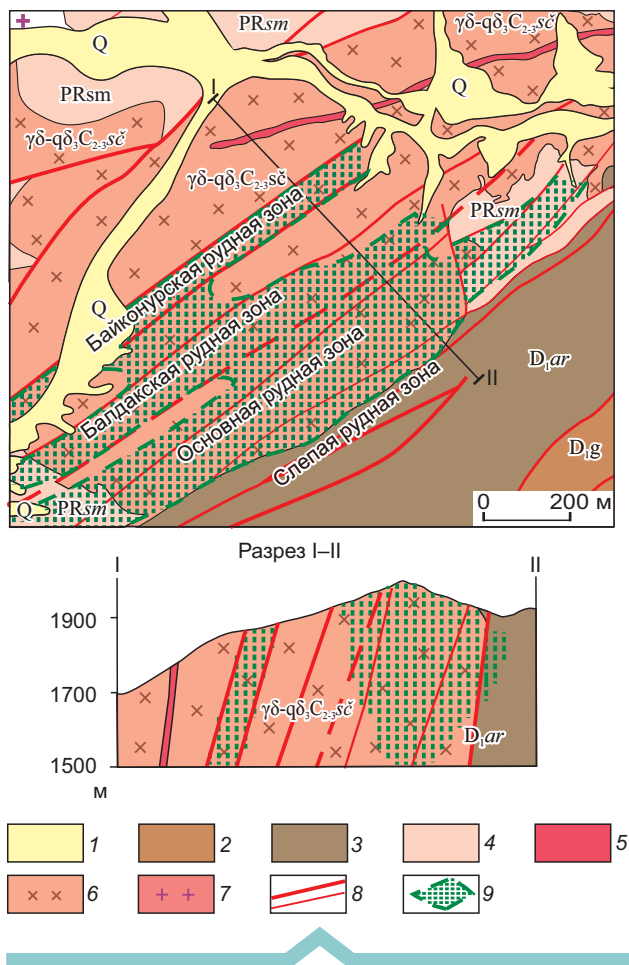 PRsm
γδ-qδ₃C₂₋₃sč
Q
Q
PRsm
I
γδ-qδ₃C₂₋₃sč
γδ-qδ₃C₂₋₃sč
PRsm
Байконурская рудная зона
Q
Балдакская рудная зона
Основная рудная зона
Слепая рудная зона
D₁ar
II
D₁g
Q
PRsm
0 200 м
Разрез I–II
I II
1900
1700
γδ-qδ₃C₂₋₃sč
D₁ar
1500
м
1 2 3 4 5
6 7 8 9